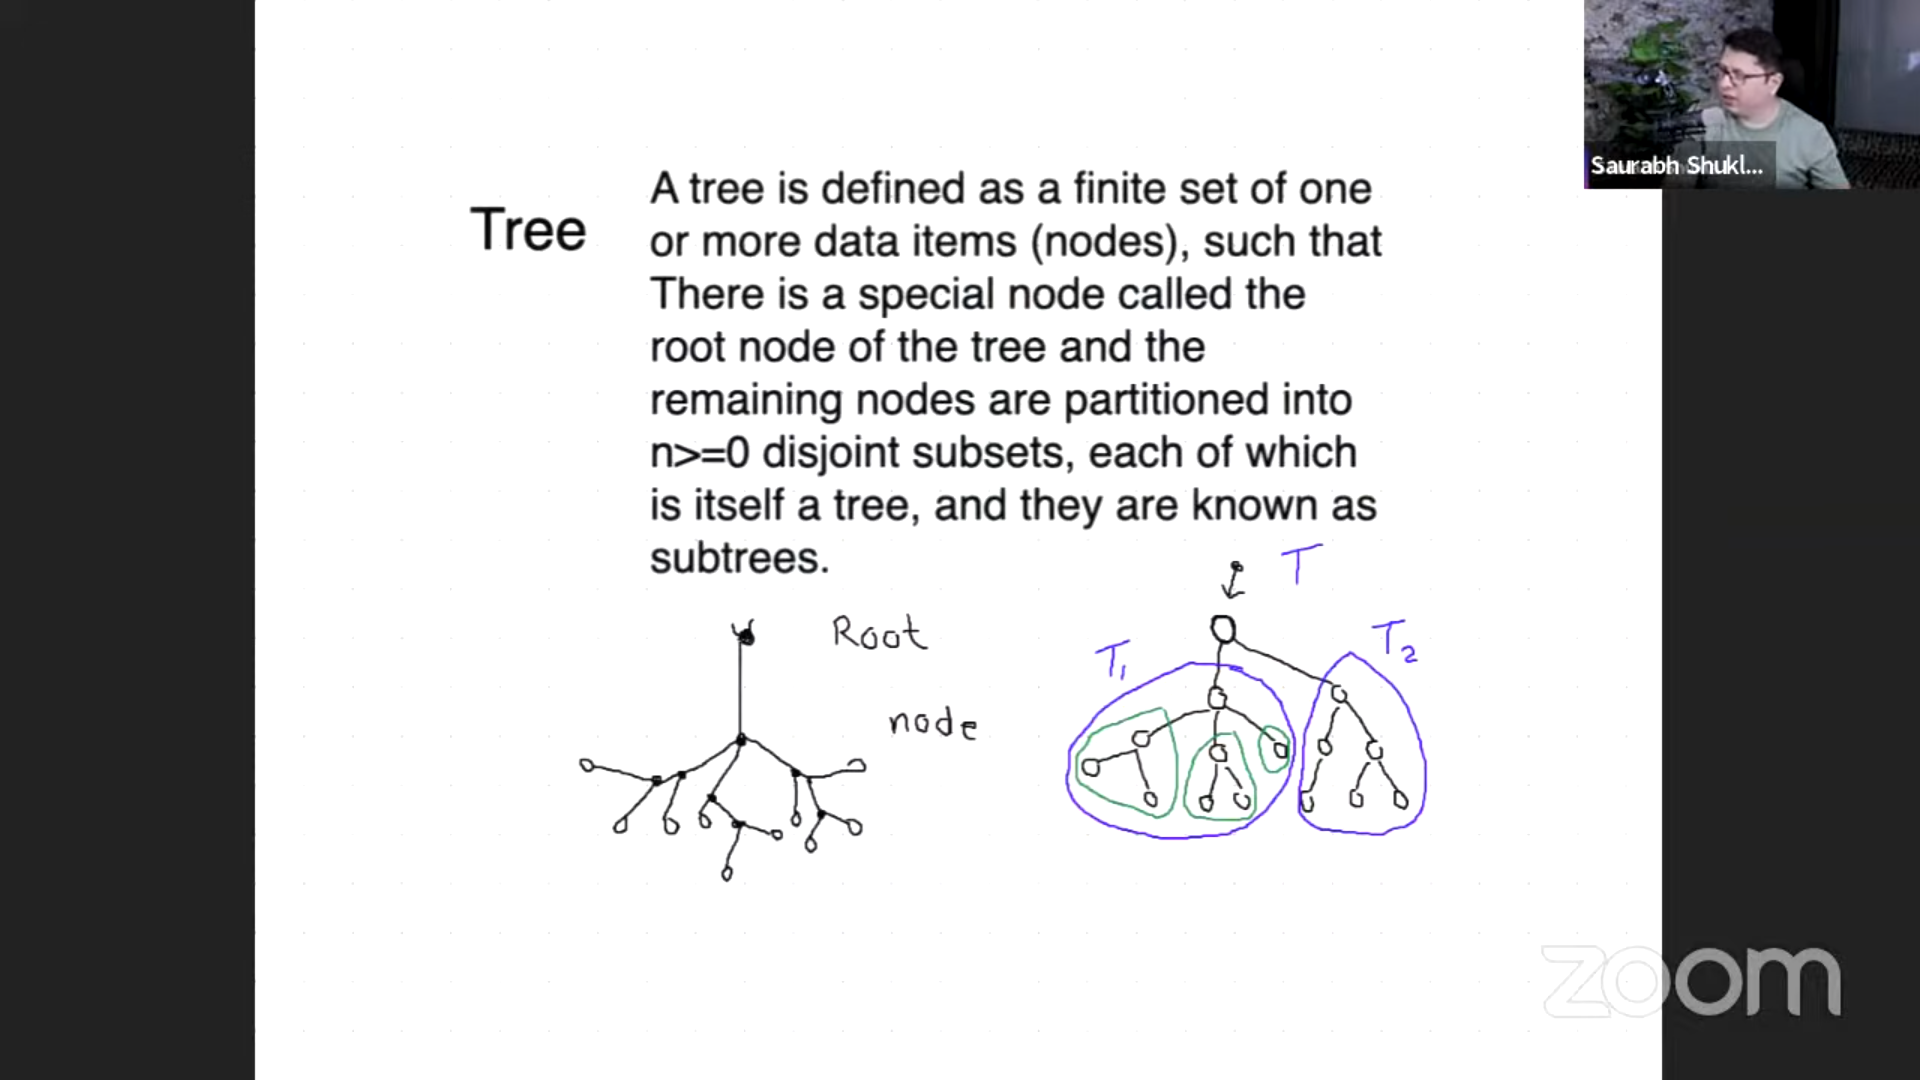 Saurabh Shukl...
Tree
A tree is defined as a finite set of one
or more data items (nodes), such that
There is a special node called the
root node of the tree and the
remaining nodes are partitioned into
n>=0 disjoint subsets, each of which
is itself a tree, and they are known as
subtrees.
T
Root
T1
T2
node
zoom